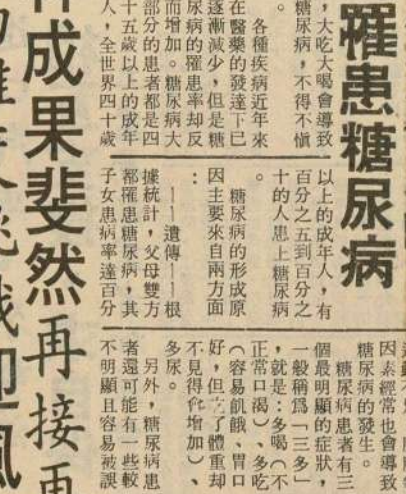 罹患糖尿病
，大吃大喝會導致
糖尿病，不得不愼
。
各種疾病近年來
在醫藥的發達下已
逐漸減少，但是糖
尿病的罹患率却反
而增加。糖尿病大
部分的患者都是四
十五歲以上的成年
人，全世界四十歲
以上的成年人，有
百分之五到百分之
十的人患上糖尿病
。
糖尿病的形成原
因主要來自兩方面
：
──遺傳──根
據統計，父母雙方
都罹患糖尿病，其
子女患病率達百分
因素經常也會導致
糖尿病的發生。
糖尿病患者有三
個最明顯的症狀，
一般稱爲「三多」
，就是：多喝（不
正常口渴）、多吃
（容易飢餓、胃口
好，但吃了體重却
不見得會增加）、
多尿。
另外，糖尿病患
者還可能有一些較
不明顯且容易被誤
成果斐然再接再
迎風